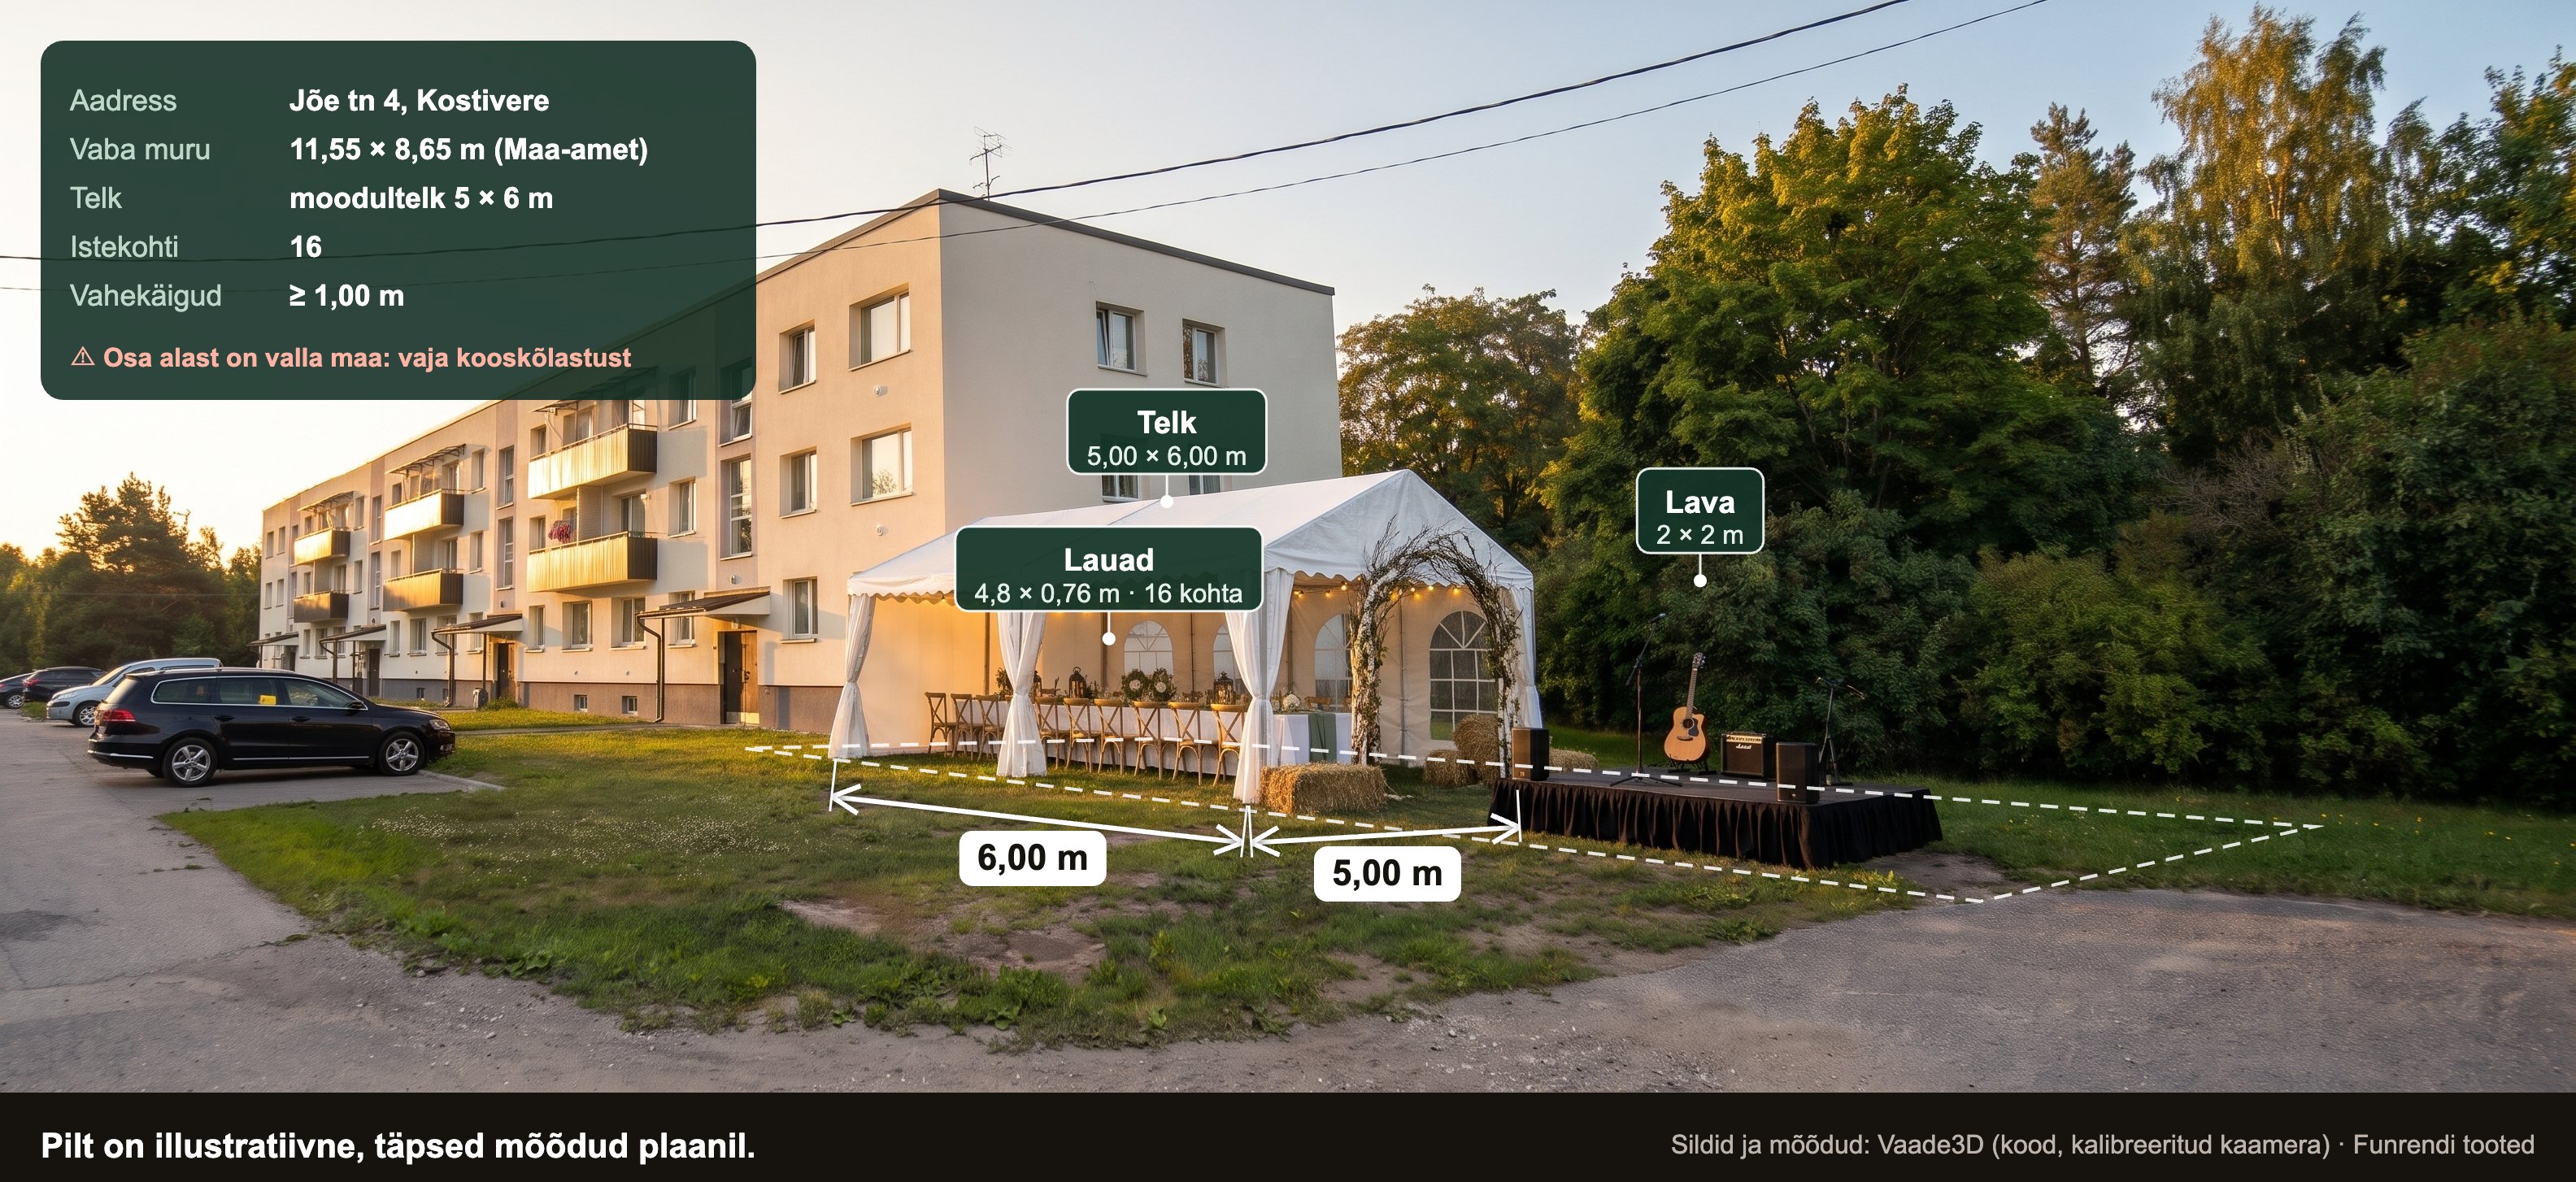 Aadress Jõe tn 4, Kostivere
Vaba muru 11,55 × 8,65 m (Maa-amet)
Telk moodultelk 5 × 6 m
Istekohti 16
Vahekäigud ≥ 1,00 m
⚠ Osa alast on valla maa: vaja kooskõlastust
Telk
5,00 × 6,00 m
Lauad
4,8 × 0,76 m · 16 kohta
Lava
2 × 2 m
6,00 m
5,00 m
Pilt on illustratiivne, täpsed mõõdud plaanil.
Sildid ja mõõdud: Vaade3D (kood, kalibreeritud kaamera) · Funrendi tooted